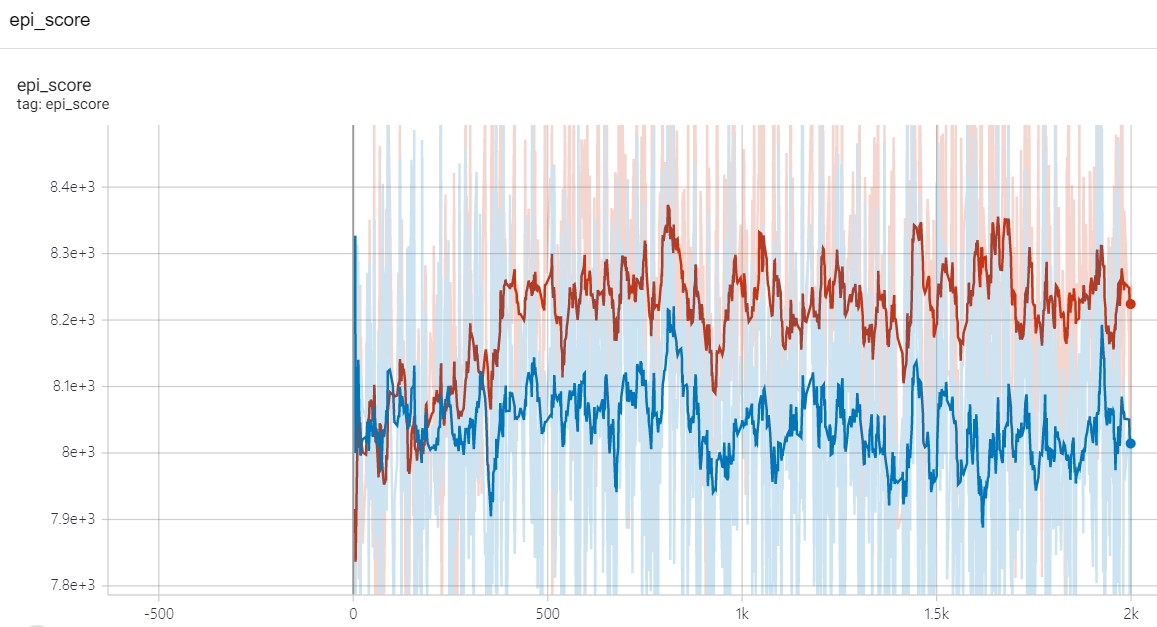 epi_score
epi_score
tag: epi_score
8.4e+3
8.3e+3
8.2e+3
8.1e+3
8e+3
7.9e+3
7.8e+3
-500 0 500 1k 1.5k 2k